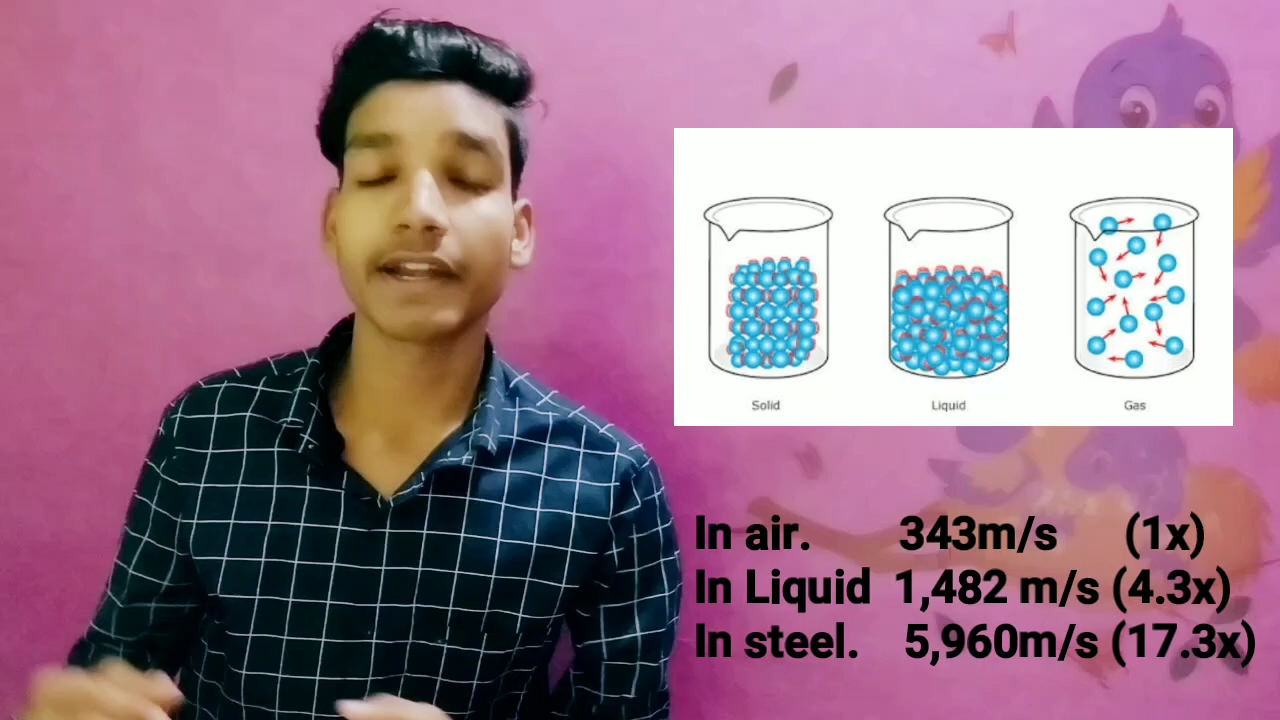 Solid
Liquid
Gas
In air. 343m/s (1x)
In Liquid 1,482 m/s (4.3x)
In steel. 5,960m/s (17.3x)